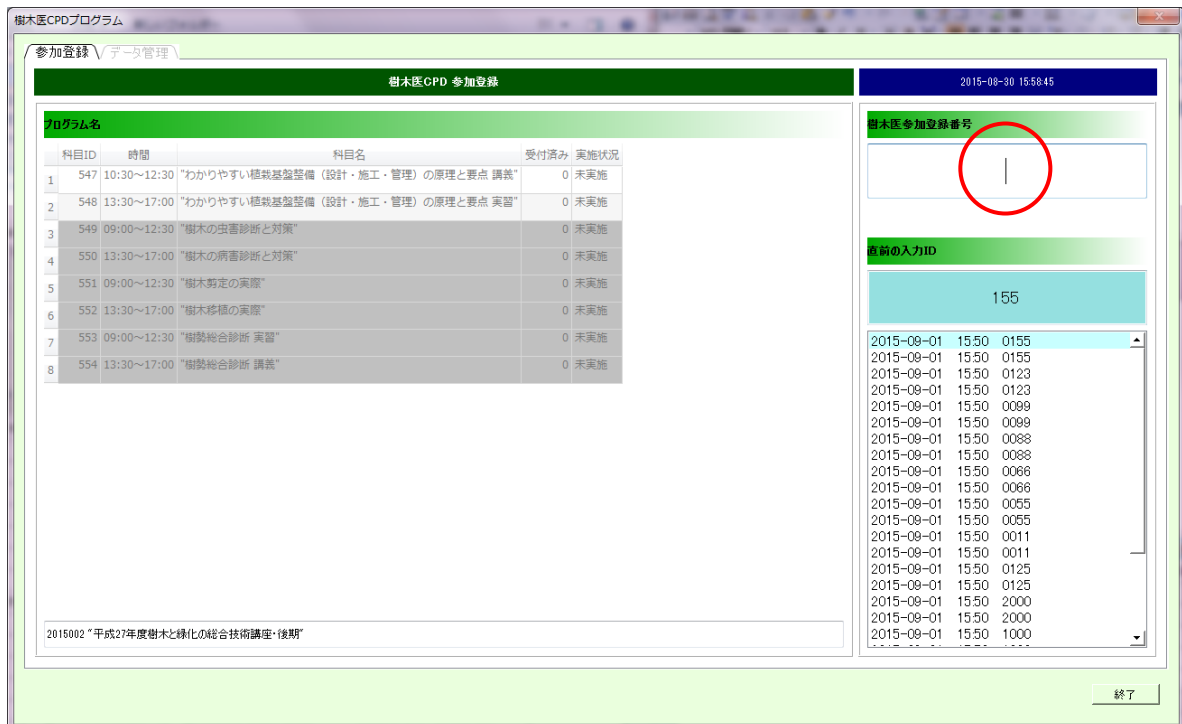 樹木医CPDプログラム
参加登録 データ管理
樹木医CPD 参加登録
2015-08-30 15:58:45
プログラム名
科目ID 時間 科目名 受付済み 実施状況
1 547 10:30～12:30 "わかりやすい植栽基盤整備（設計・施工・管理）の原理と要点 講義" 0 未実施
2 548 13:30～17:00 "わかりやすい植栽基盤整備（設計・施工・管理）の原理と要点 実習" 0 未実施
3 549 09:00～12:30 "樹木の虫害診断と対策" 0 未実施
4 550 13:30～17:00 "樹木の病害診断と対策" 0 未実施
5 551 09:00～12:30 "樹木剪定の実際" 0 未実施
6 552 13:30～17:00 "樹木移植の実際" 0 未実施
7 553 09:00～12:30 "樹勢総合診断 実習" 0 未実施
8 554 13:30～17:00 "樹勢総合診断 講義" 0 未実施
2015002 "平成27年度樹木と緑化の総合技術講座・後期"
樹木医参加登録番号
直前の入力ID
155
2015-09-01 15:50 0155
2015-09-01 15:50 0155
2015-09-01 15:50 0123
2015-09-01 15:50 0123
2015-09-01 15:50 0099
2015-09-01 15:50 0099
2015-09-01 15:50 0088
2015-09-01 15:50 0088
2015-09-01 15:50 0066
2015-09-01 15:50 0066
2015-09-01 15:50 0055
2015-09-01 15:50 0055
2015-09-01 15:50 0011
2015-09-01 15:50 0011
2015-09-01 15:50 0125
2015-09-01 15:50 0125
2015-09-01 15:50 2000
2015-09-01 15:50 2000
2015-09-01 15:50 1000
終了